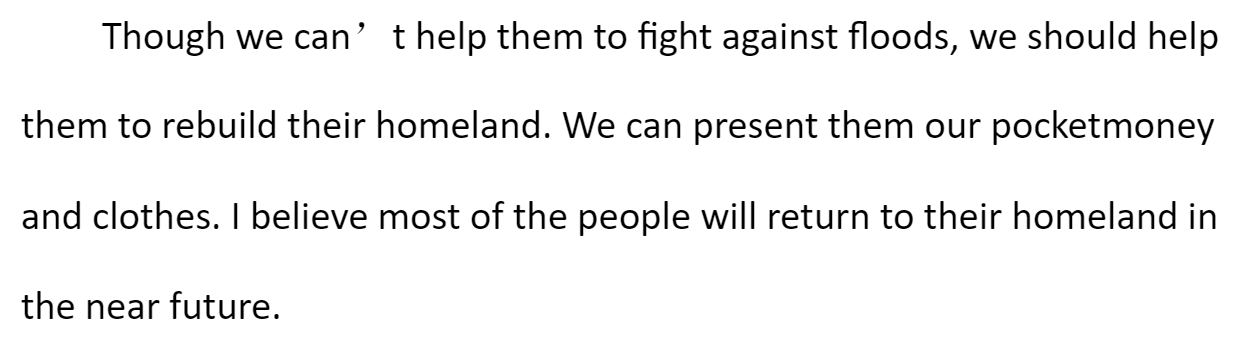 Though we can’ t help them to fight against floods, we should help
them to rebuild their homeland. We can present them our pocketmoney
and clothes. I believe most of the people will return to their homeland in
the near future.